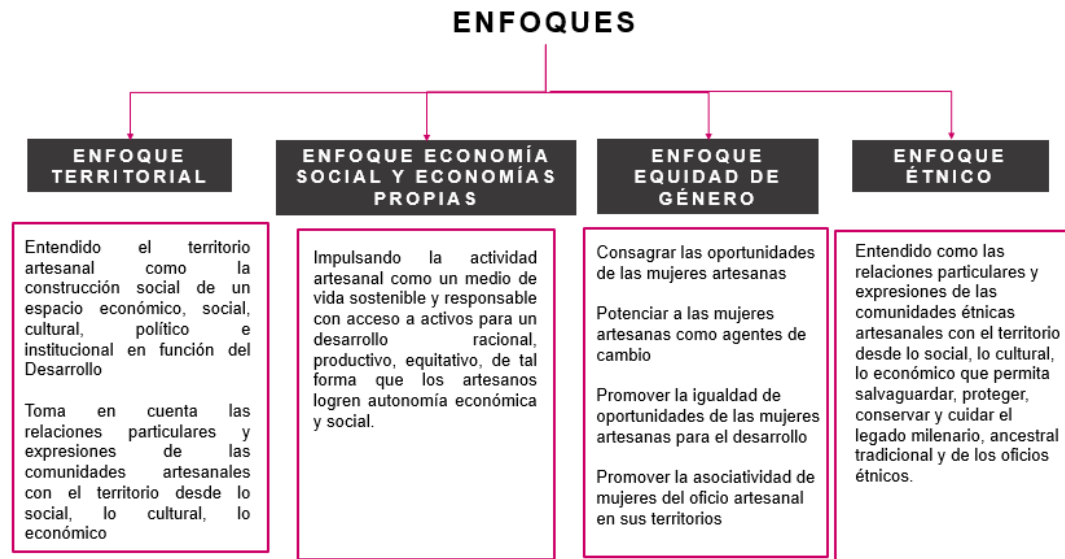 ENFOQUES
ENFOQUE
TERRITORIAL
Entendido el territorio
artesanal como la
construcción social de un
espacio económico, social,
cultural, político e
institucional en función del
Desarrollo
Toma en cuenta las
relaciones particulares y
expresiones de las
comunidades artesanales
con el territorio desde lo
social, lo cultural, lo
económico
ENFOQUE ECONOMÍA
SOCIAL Y ECONOMÍAS
PROPIAS
Impulsando la actividad
artesanal como un medio de
vida sostenible y responsable
con acceso a activos para un
desarrollo racional,
productivo, equitativo, de tal
forma que los artesanos
logren autonomía económica
y social.
ENFOQUE
EQUIDAD DE
GÉNERO
Consagrar las oportunidades
de las mujeres artesanas
Potenciar a las mujeres
artesanas como agentes de
cambio
Promover la igualdad de
oportunidades de las mujeres
artesanas para el desarrollo
Promover la asociatividad de
mujeres del oficio artesanal
en sus territorios
ENFOQUE
ÉTNICO
Entendido como las
relaciones particulares y
expresiones de las
comunidades étnicas
artesanales con el territorio
desde lo social, lo cultural,
lo económico que permita
salvaguardar, proteger,
conservar y cuidar el
legado milenario, ancestral
tradicional y de los oficios
étnicos.